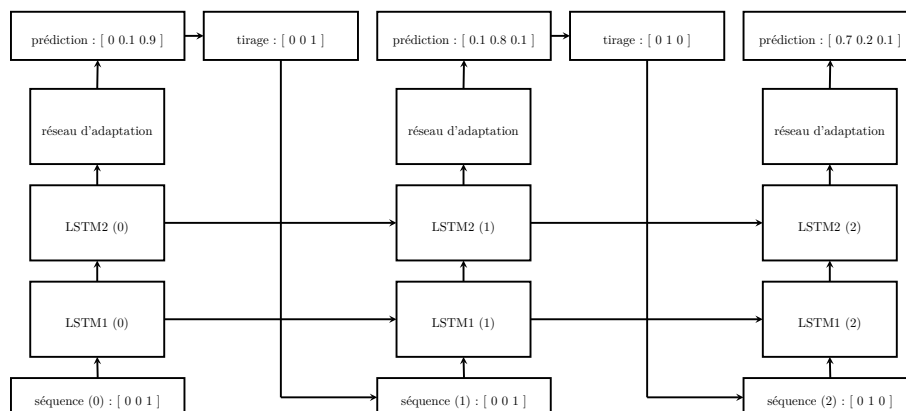 prédiction : [ 0 0.1 0.9 ]
tirage : [ 0 0 1 ]
prédiction : [ 0.1 0.8 0.1 ]
tirage : [ 0 1 0 ]
prédiction : [ 0.7 0.2 0.1 ]
réseau d'adaptation
réseau d'adaptation
réseau d'adaptation
LSTM2 (0)
LSTM2 (1)
LSTM2 (2)
LSTM1 (0)
LSTM1 (1)
LSTM1 (2)
séquence (0) : [ 0 0 1 ]
séquence (1) : [ 0 0 1 ]
séquence (2) : [ 0 1 0 ]